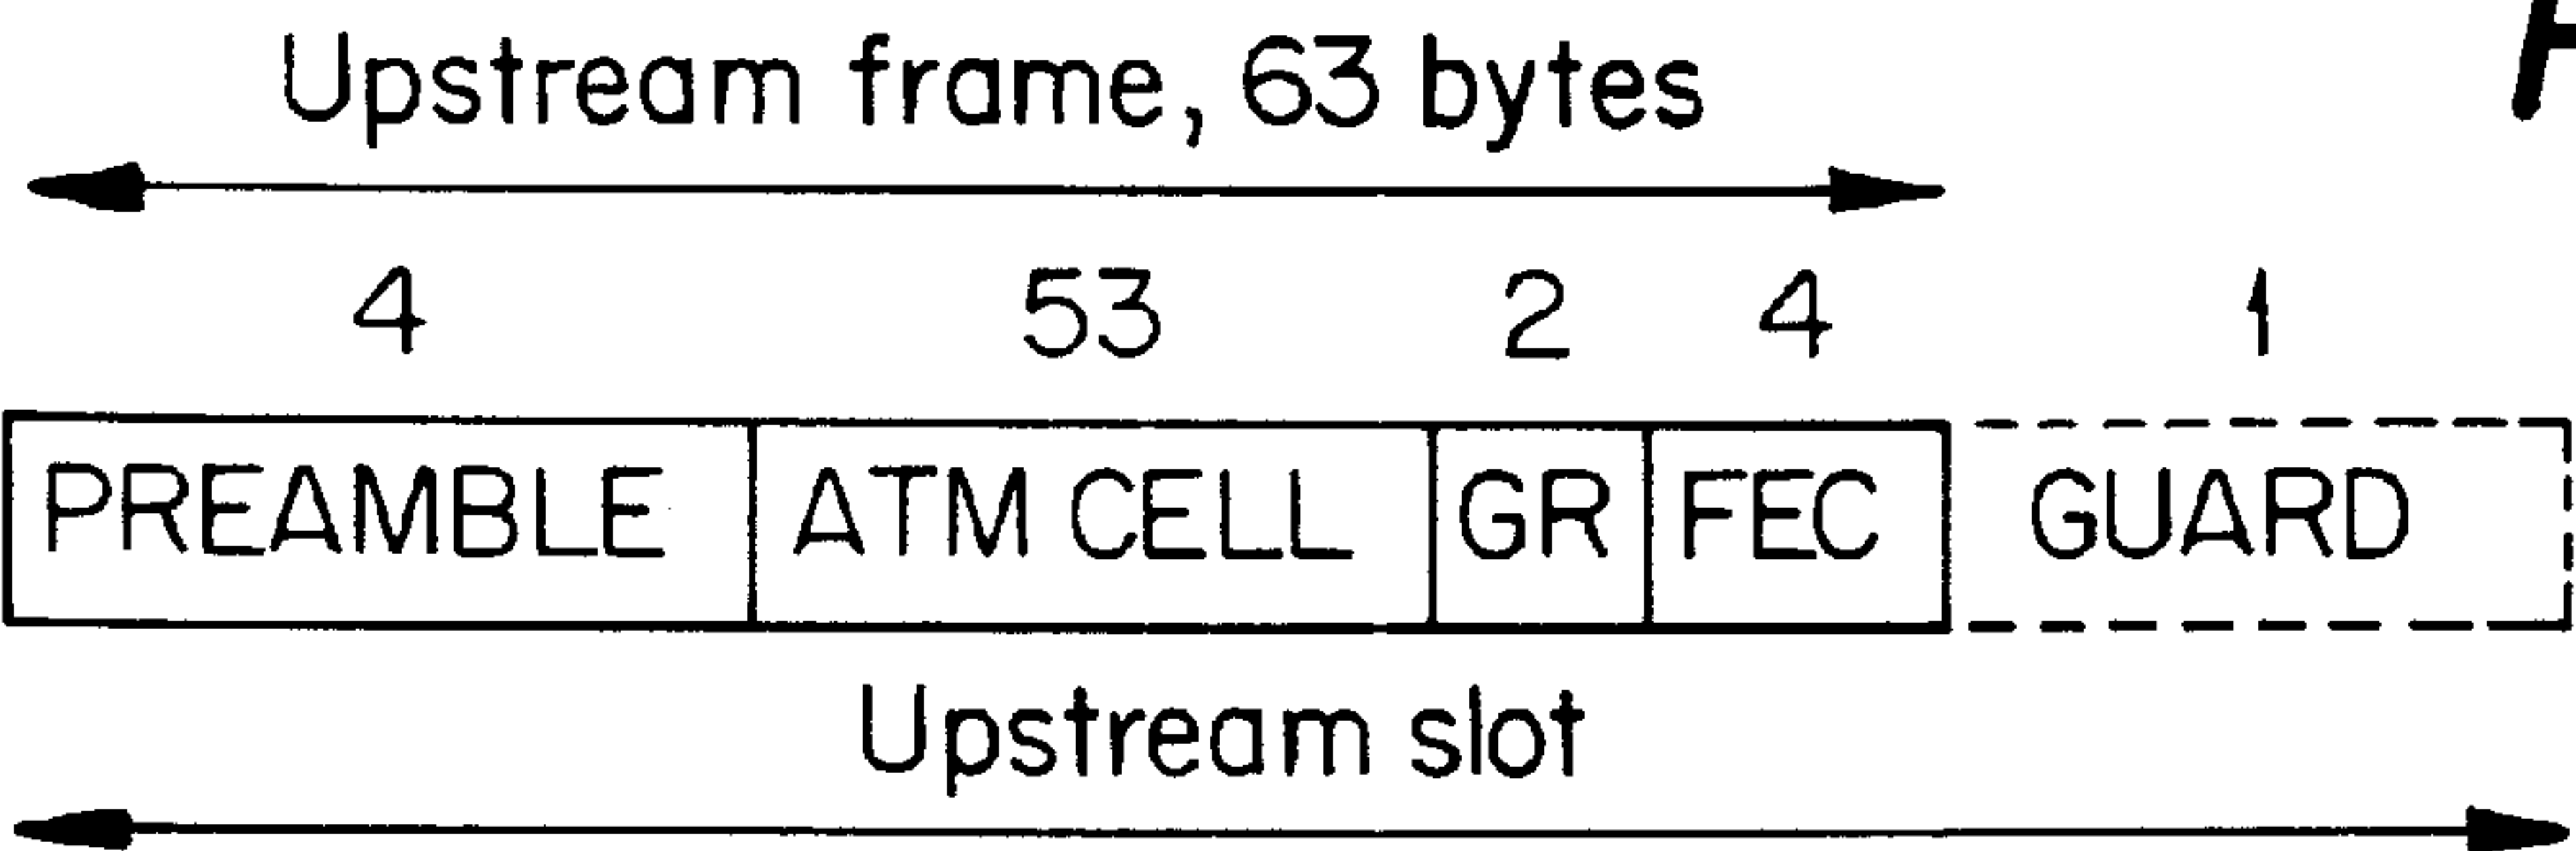 Upstream frame, 63 bytes
4 53 2 4 1
PREAMBLE ATM CELL GR FEC GUARD
Upstream slot